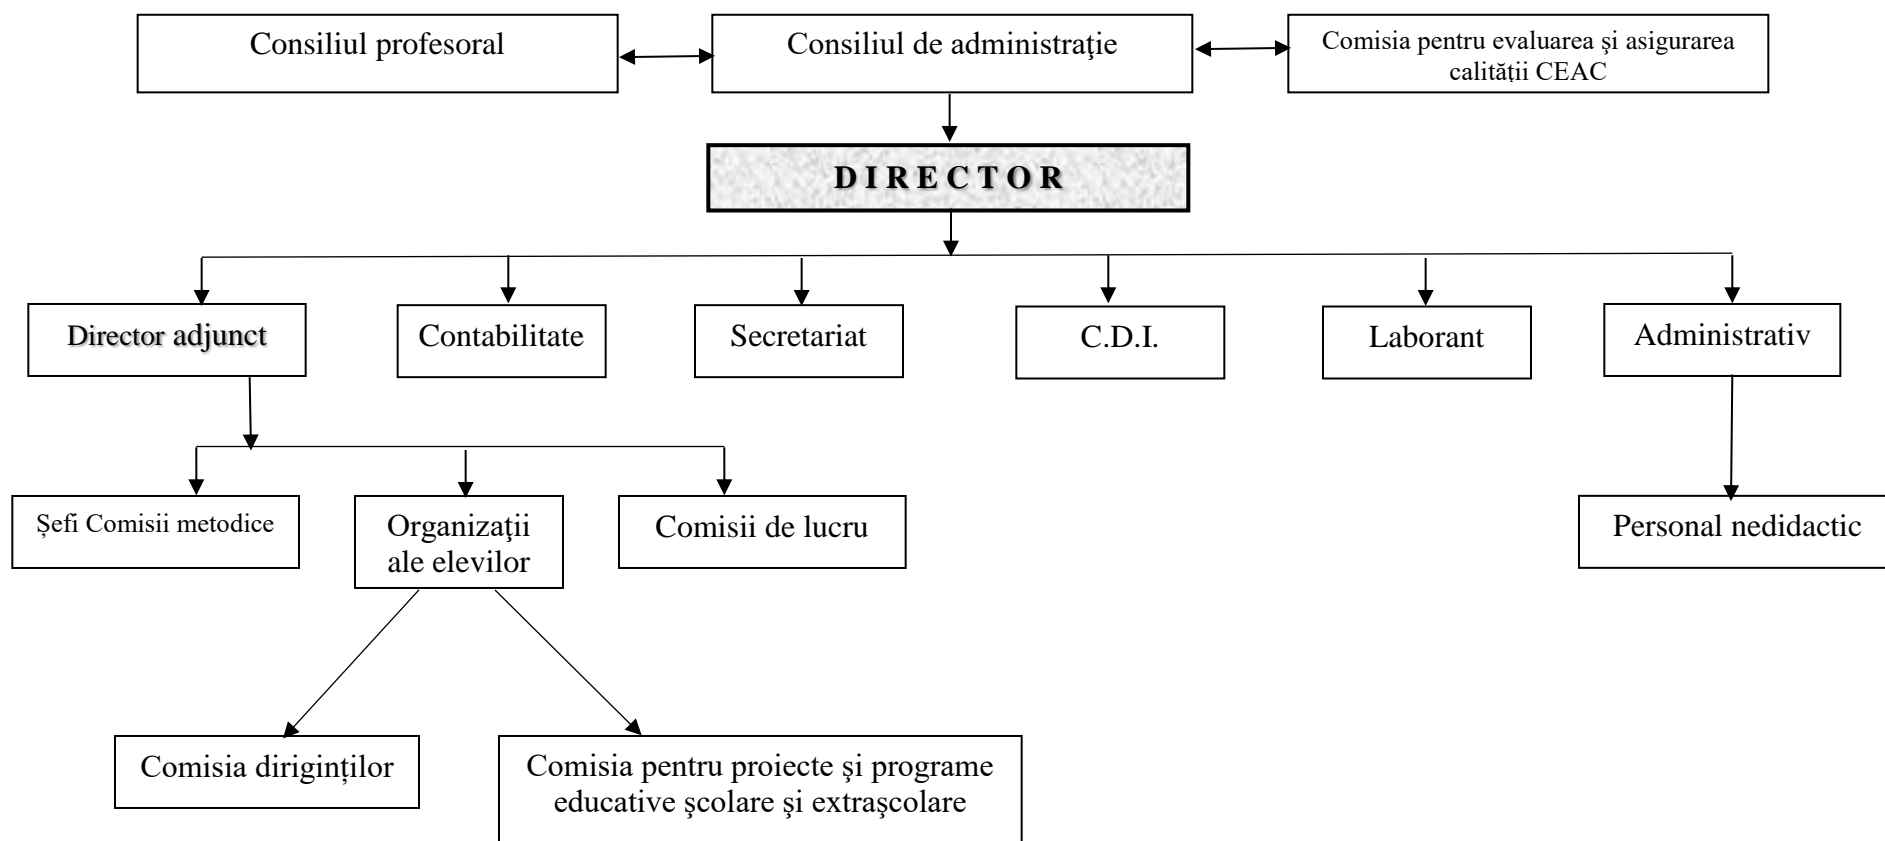 Consiliul profesoral
Consiliul de administraţie
Comisia pentru evaluarea şi asigurarea
calității CEAC
D I R E C T O R
Director adjunct
Contabilitate
Secretariat
C.D.I.
Laborant
Administrativ
Șefi Comisii metodice
Organizaţii
ale elevilor
Comisii de lucru
Personal nedidactic
Comisia diriginților
Comisia pentru proiecte şi programe
educative şcolare şi extraşcolare